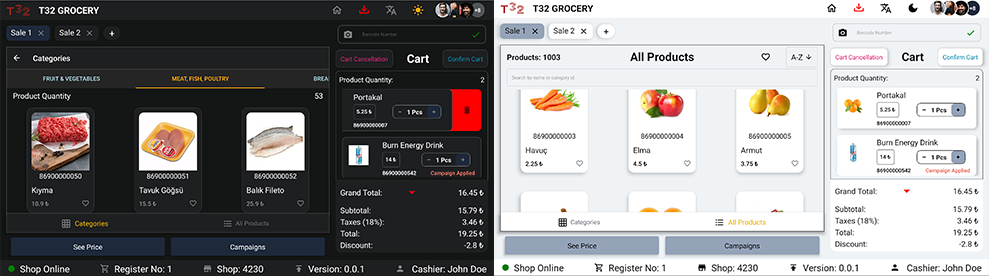 T32 T32 GROCERY +8
Sale 1 × Sale 2 × +
Barcode Number
Categories
Cart Cancellation Cart Confirm Cart
FRUIT & VEGETABLES MEAT, FISH, POULTRY BREA
Product Quantity 53
Product Quantity: 2
Portakal
5.25 ₺ − 1 Pcs +
86900000007
86900000050 86900000051 86900000052
Kıyma Tavuk Göğsü Balık Fileto
10.9 ₺ 15.5 ₺ 25.9 ₺
Burn Energy Drink
14 ₺ − 1 Pcs +
869000000542 Campaign Applied
Grand Total: 16.45 ₺
Subtotal: 15.79 ₺
Taxes (18%): 3.46 ₺
Total: 19.25 ₺
Discount: -2.8 ₺
Categories All Products
See Price Campaigns
Shop Online Register No: 1 Shop: 4230 Version: 0.0.1 Cashier: John Doe
T32 T32 GROCERY +8
Sale 1 × Sale 2 × +
Barcode Number
Products: 1003 All Products A-Z
Cart Cancellation Cart Confirm Cart
Search by name or category id
Product Quantity: 2
Portakal
5.25 ₺ − 1 Pcs +
86900000007
86900000003 86900000004 86900000005
Havuç Elma Armut
2.25 ₺ 4.5 ₺ 3.75 ₺
Burn Energy Drink
14 ₺ − 1 Pcs +
869000000542 Campaign Applied
Grand Total: 16.45 ₺
Subtotal: 15.79 ₺
Taxes (18%): 3.46 ₺
Total: 19.25 ₺
Discount: -2.8 ₺
Categories All Products
See Price Campaigns
Shop Online Register No: 1 Shop: 4230 Version: 0.0.1 Cashier: John Doe